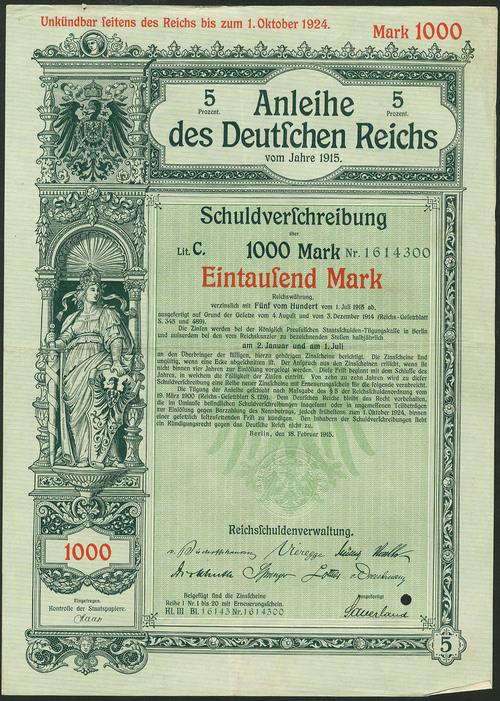 Unkündbar ſeitens des Reichs bis zum 1. Oktober 1924.
Mark 1000
5 Prozent.
Anleihe
5 Prozent.
des Deutſchen Reichs
vom Jahre 1915.
Schuldverſchreibung
über
Lit. C. 1000 Mark Nr. 1614300
Eintauſend Mark
Reichswährung,
verzinslich mit Fünf vom Hundert vom 1. Juli 1915 ab,
ausgefertigt auf Grund der Geſetze vom 4. Auguſt und vom 3. Dezember 1914 (Reichs-Geſetzblatt
S. 345 und 489).
Die Zinſen werden bei der Königlich Preußiſchen Staatsſchulden-Tilgungskaſſe in Berlin
und außerdem bei den vom Reichskanzler zu bezeichnenden Stellen halbjährlich
am 2. Januar und am 1. Juli
an den Überbringer der fälligen, hierzu gehörigen Zinsſcheine berichtigt. Die Zinsſcheine ſind
ungültig, wenn eine Ecke abgeſchnitten iſt. Der Anſpruch aus den Zinsſcheinen erliſcht, wenn ſie
nicht binnen vier Jahren zur Einlöſung vorgelegt werden. Dieſe Friſt beginnt mit dem Schluſſe des
Jahres, in welchem die Fälligkeit der Zinſen eintritt. Von zehn zu zehn Jahren wird zu dieſer
Schuldverſchreibung eine Reihe neuer Zinsſcheine mit Erneuerungsſchein für die folgende verabreicht.
Die Tilgung der Anleihe geſchieht nach Maßgabe des § 5 der Reichsſchuldenordnung vom
19. März 1900 (Reichs-Geſetzblatt S. 129). Dem Deutſchen Reiche bleibt das Recht vorbehalten,
die im Umlaufe befindlichen Schuldverſchreibungen insgeſamt oder in angemeſſenen Teilbeträgen
zur Einlöſung gegen Barzahlung des Nennbetrags, jedoch früheſtens zum 1. Oktober 1924, binnen
einer geſetzlich feſtzuſetzenden Friſt zu kündigen. Den Inhabern der Schuldverſchreibungen ſteht
ein Kündigungsrecht gegen das Deutſche Reich nicht zu.
Berlin, den 18. Februar 1915.
Reichsſchuldenverwaltung.
v. Bischoffshausen Vieregge
Springer Lottes
1000
Eingetragen.
Kontrolle der Staatspapiere.
Beigefügt ſind die Zinsſcheine
Reihe I Nr. 1 bis 20 mit Erneuerungsſchein.
Kl. III Bl. 16143 Nr. 1614300
Ausgefertigt
Sauerland
5